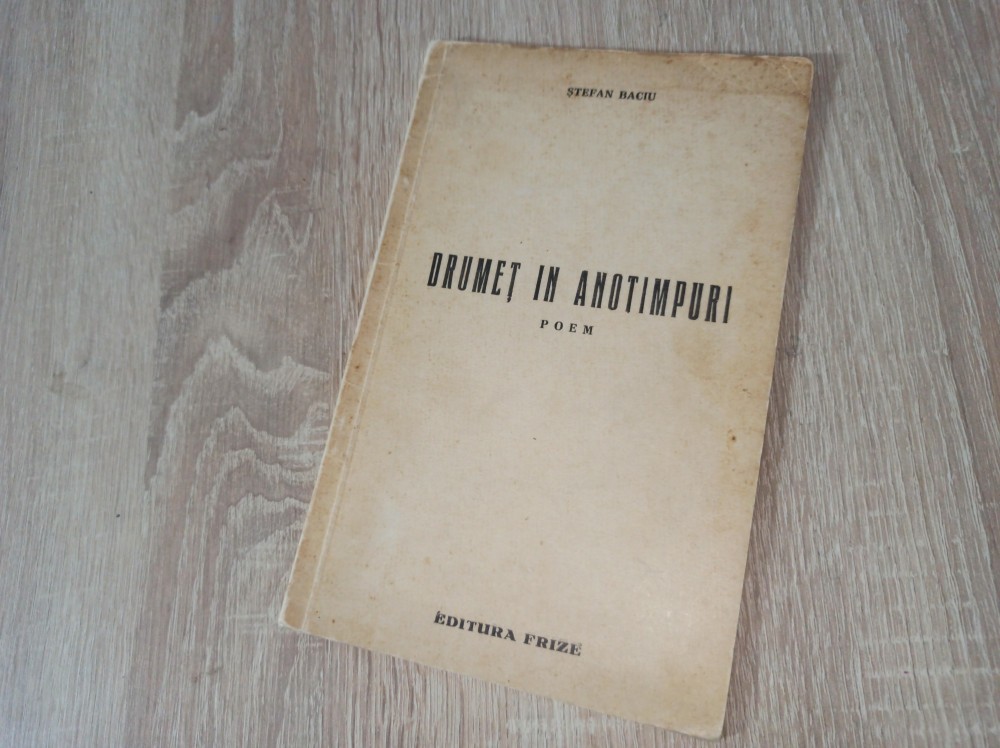 ȘTEFAN BACIU
DRUMEȚ IN ANOTIMPURI
POEM
EDITURA FRIZE